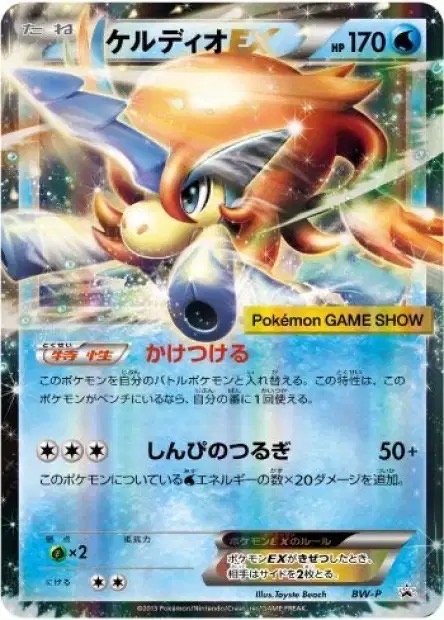 たね ケルディオEX HP170
Pokémon GAME SHOW
とくせい
特性 かけつける
このポケモンを自分のバトルポケモンと入れ替える。この特性は、この
ポケモンがベンチにいるなら、自分の番に1回使える。
しんぴのつるぎ 50+
このポケモンについているエネルギーの数×20ダメージを追加。
弱点 ×2 抵抗力
にげる
ポケモンEXのルール
ポケモンEXがきぜつしたとき、
相手はサイドを2枚とる。
Illus.Toyste Beach BW-P
©2013 Pokémon/Nintendo/Creatures/GAME FREAK.